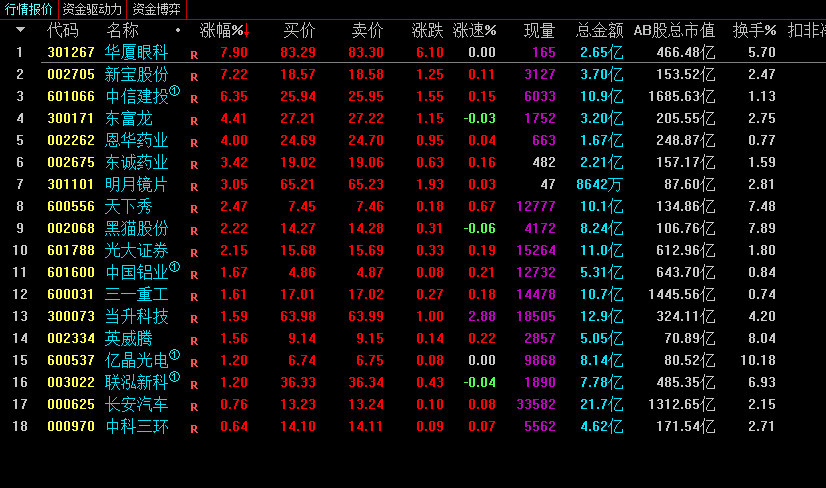 行情报价 资金驱动力 资金博弈
代码 名称 涨幅%↓ 买价 卖价 涨跌 涨速% 现量 总金额 AB股总市值 换手% 扣非
1 301267 华厦眼科 R 7.90 83.29 83.30 6.10 0.00 165 2.65亿 466.48亿 5.70
2 002705 新宝股份 R 7.22 18.57 18.58 1.25 0.11 3127 3.70亿 153.52亿 2.47
3 601066 中信建投① R 6.35 25.94 25.95 1.55 0.15 6033 10.9亿 1685.63亿 1.13
4 300171 东富龙 R 4.41 27.21 27.22 1.15 -0.03 1752 3.20亿 205.55亿 2.75
5 002262 恩华药业 R 4.00 24.69 24.70 0.95 0.04 663 1.67亿 248.87亿 0.77
6 002675 东诚药业 R 3.42 19.02 19.06 0.63 0.16 482 2.21亿 157.17亿 1.59
7 301101 明月镜片 R 3.05 65.21 65.23 1.93 0.03 47 8642万 87.60亿 2.81
8 600556 天下秀 R 2.47 7.45 7.46 0.18 0.67 12777 10.1亿 134.86亿 7.48
9 002068 黑猫股份 R 2.22 14.27 14.28 0.31 -0.06 4172 8.24亿 106.76亿 7.89
10 601788 光大证券 R 2.15 15.68 15.69 0.33 0.19 15264 11.0亿 612.96亿 1.80
11 601600 中国铝业① R 1.67 4.86 4.87 0.08 0.21 12732 5.31亿 643.70亿 0.84
12 600031 三一重工 R 1.61 17.01 17.02 0.27 0.18 14478 10.7亿 1445.56亿 0.74
13 300073 当升科技 R 1.59 63.98 63.99 1.00 2.88 18505 12.9亿 324.11亿 4.20
14 002334 英威腾 R 1.56 9.14 9.15 0.14 0.22 2857 5.05亿 70.89亿 8.04
15 600537 亿晶光电① R 1.20 6.74 6.75 0.08 0.00 9868 8.14亿 80.52亿 10.18
16 003022 联泓新科① R 1.20 36.33 36.34 0.43 -0.04 1890 7.78亿 485.35亿 6.93
17 000625 长安汽车 R 0.76 13.23 13.24 0.10 0.08 33582 21.7亿 1312.65亿 2.15
18 000970 中科三环 R 0.64 14.10 14.11 0.09 0.07 5562 4.62亿 171.54亿 2.71